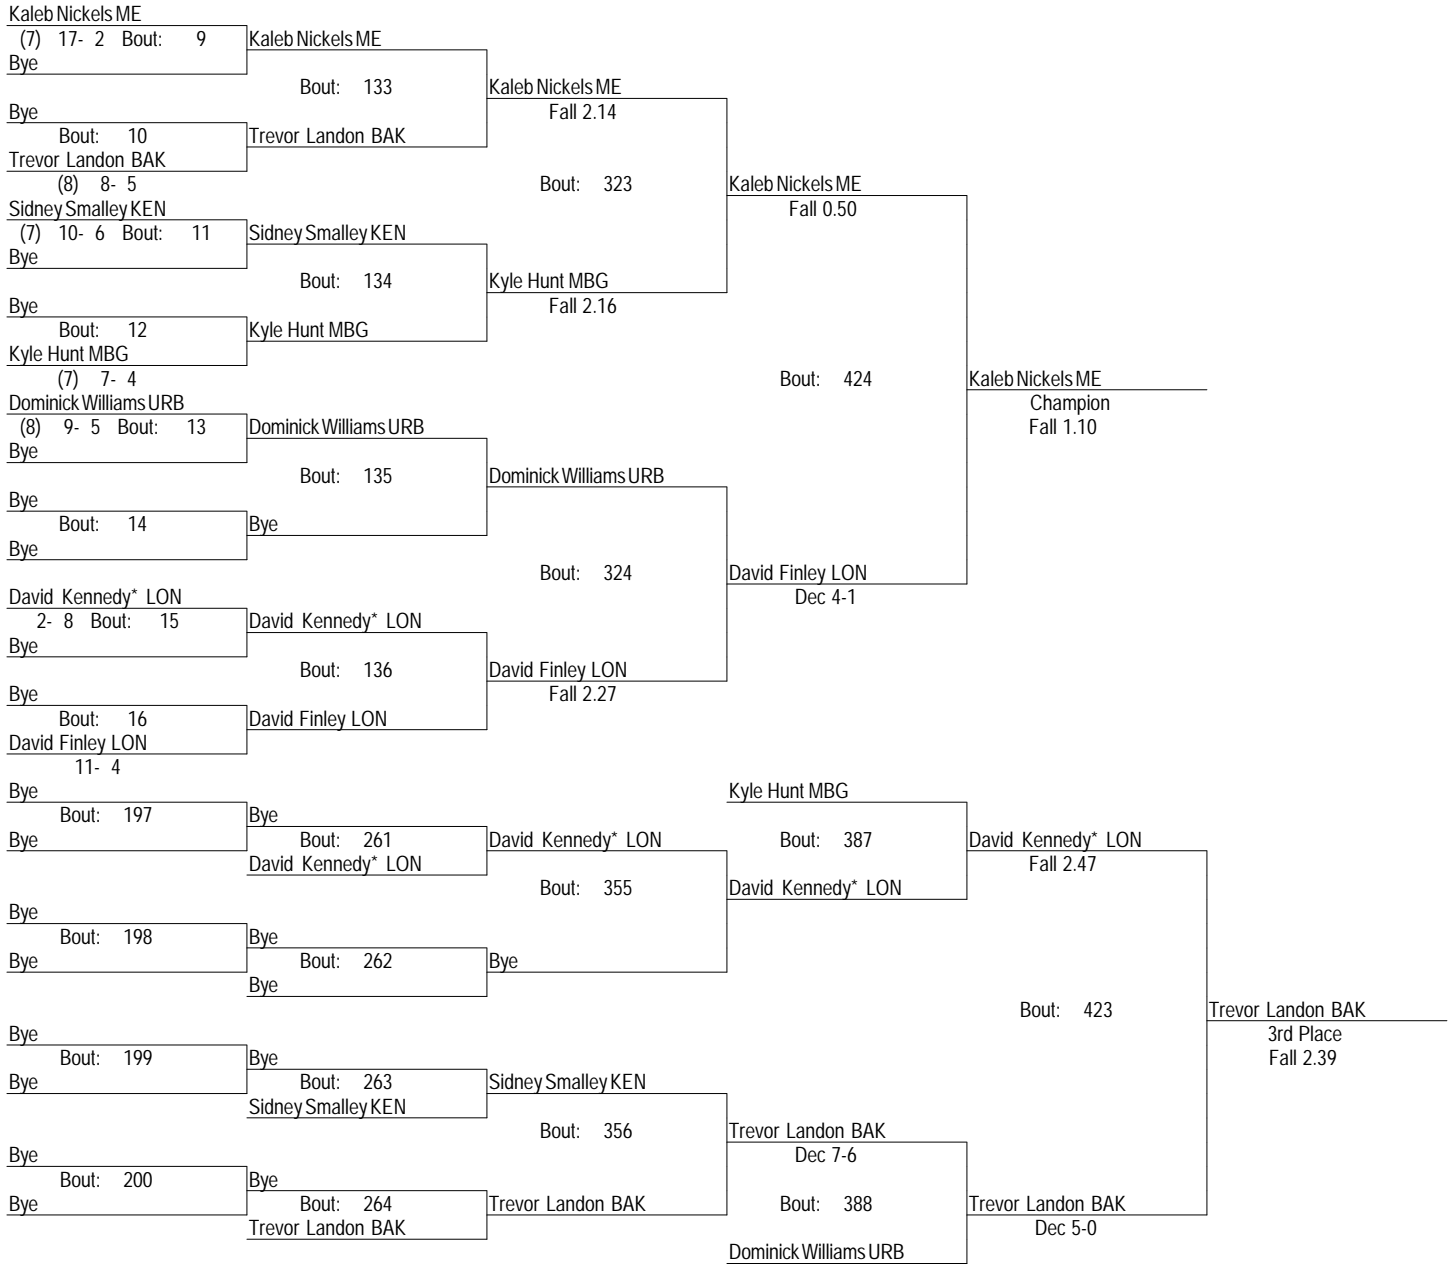 Kaleb Nickels ME
(7) 17- 2 Bout: 9 Kaleb Nickels ME
Bye
Bout: 133 Kaleb Nickels ME
Bye Fall 2.14
Bout: 10 Trevor Landon BAK
Trevor Landon BAK
(8) 8- 5 Bout: 323 Kaleb Nickels ME
Sidney Smalley KEN Fall 0.50
(7) 10- 6 Bout: 11 Sidney Smalley KEN
Bye
Bout: 134 Kyle Hunt MBG
Bye Fall 2.16
Bout: 12 Kyle Hunt MBG
Kyle Hunt MBG
(7) 7- 4 Bout: 424 Kaleb Nickels ME
Dominick Williams URB Champion
(8) 9- 5 Bout: 13 Dominick Williams URB Fall 1.10
Bye
Bout: 135 Dominick Williams URB
Bye
Bout: 14 Bye
Bye
Bout: 324 David Finley LON
David Kennedy* LON Dec 4-1
2- 8 Bout: 15 David Kennedy* LON
Bye
Bout: 136 David Finley LON
Bye Fall 2.27
Bout: 16 David Finley LON
David Finley LON
11- 4
Bye Kyle Hunt MBG
Bout: 197 Bye
Bye Bout: 261 David Kennedy* LON Bout: 387 David Kennedy* LON
David Kennedy* LON Fall 2.47
Bout: 355 David Kennedy* LON
Bye
Bout: 198 Bye
Bye Bout: 262 Bye
Bye
Bout: 423 Trevor Landon BAK
Bye 3rd Place
Bout: 199 Bye Fall 2.39
Bye Bout: 263 Sidney Smalley KEN
Sidney Smalley KEN
Bout: 356 Trevor Landon BAK
Bye Dec 7-6
Bout: 200 Bye
Bye Bout: 264 Trevor Landon BAK Bout: 388 Trevor Landon BAK
Trevor Landon BAK Dec 5-0
Dominick Williams URB